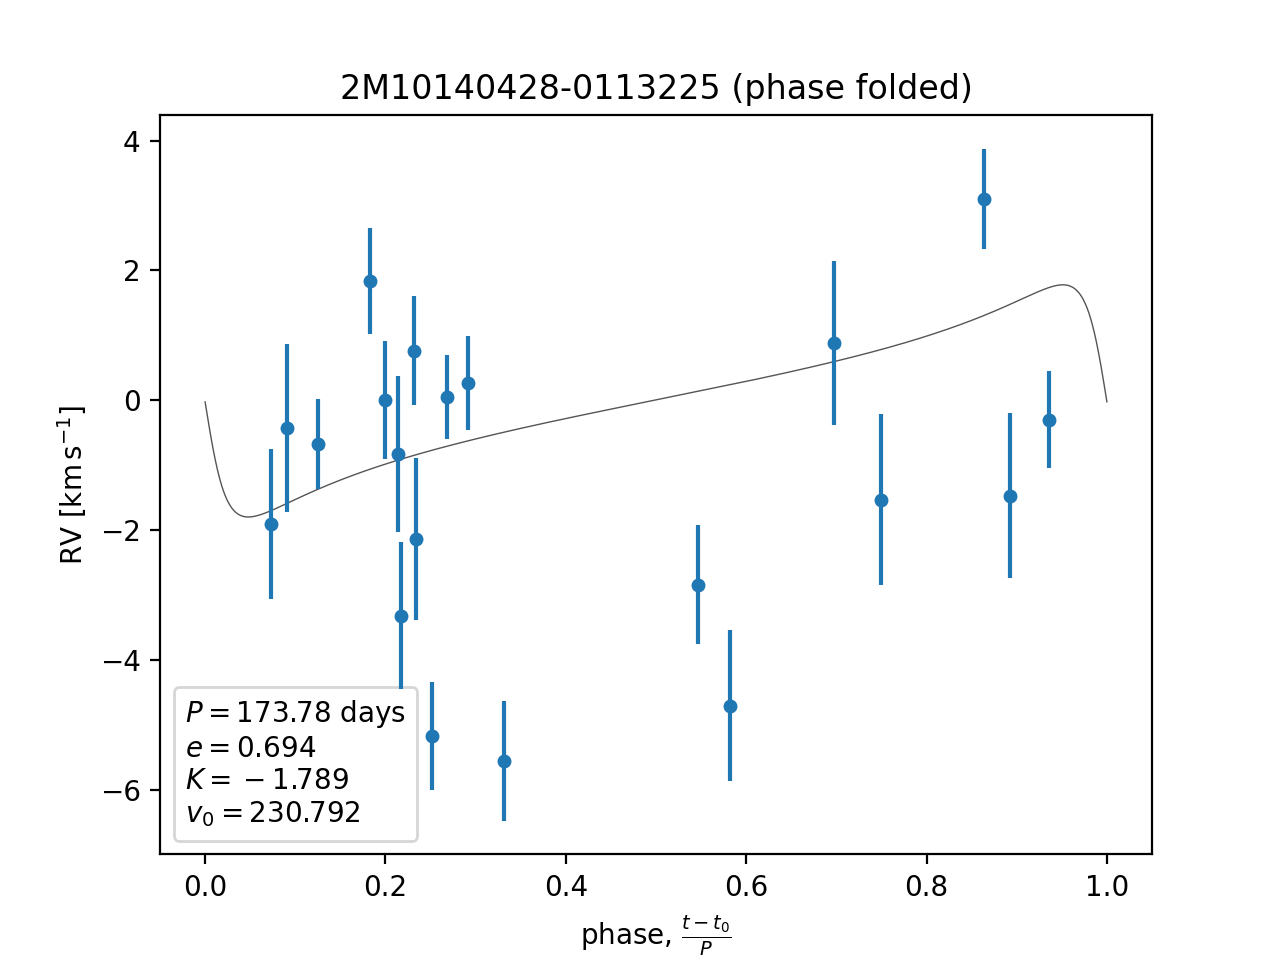 2M10140428-0113225 (phase folded)
4
2
0
−2
−4
−6
RV [km s⁻¹]
P = 173.78 days
e = 0.694
K = −1.789
v₀ = 230.792
0.0 0.2 0.4 0.6 0.8 1.0
phase, (t − t₀)/P